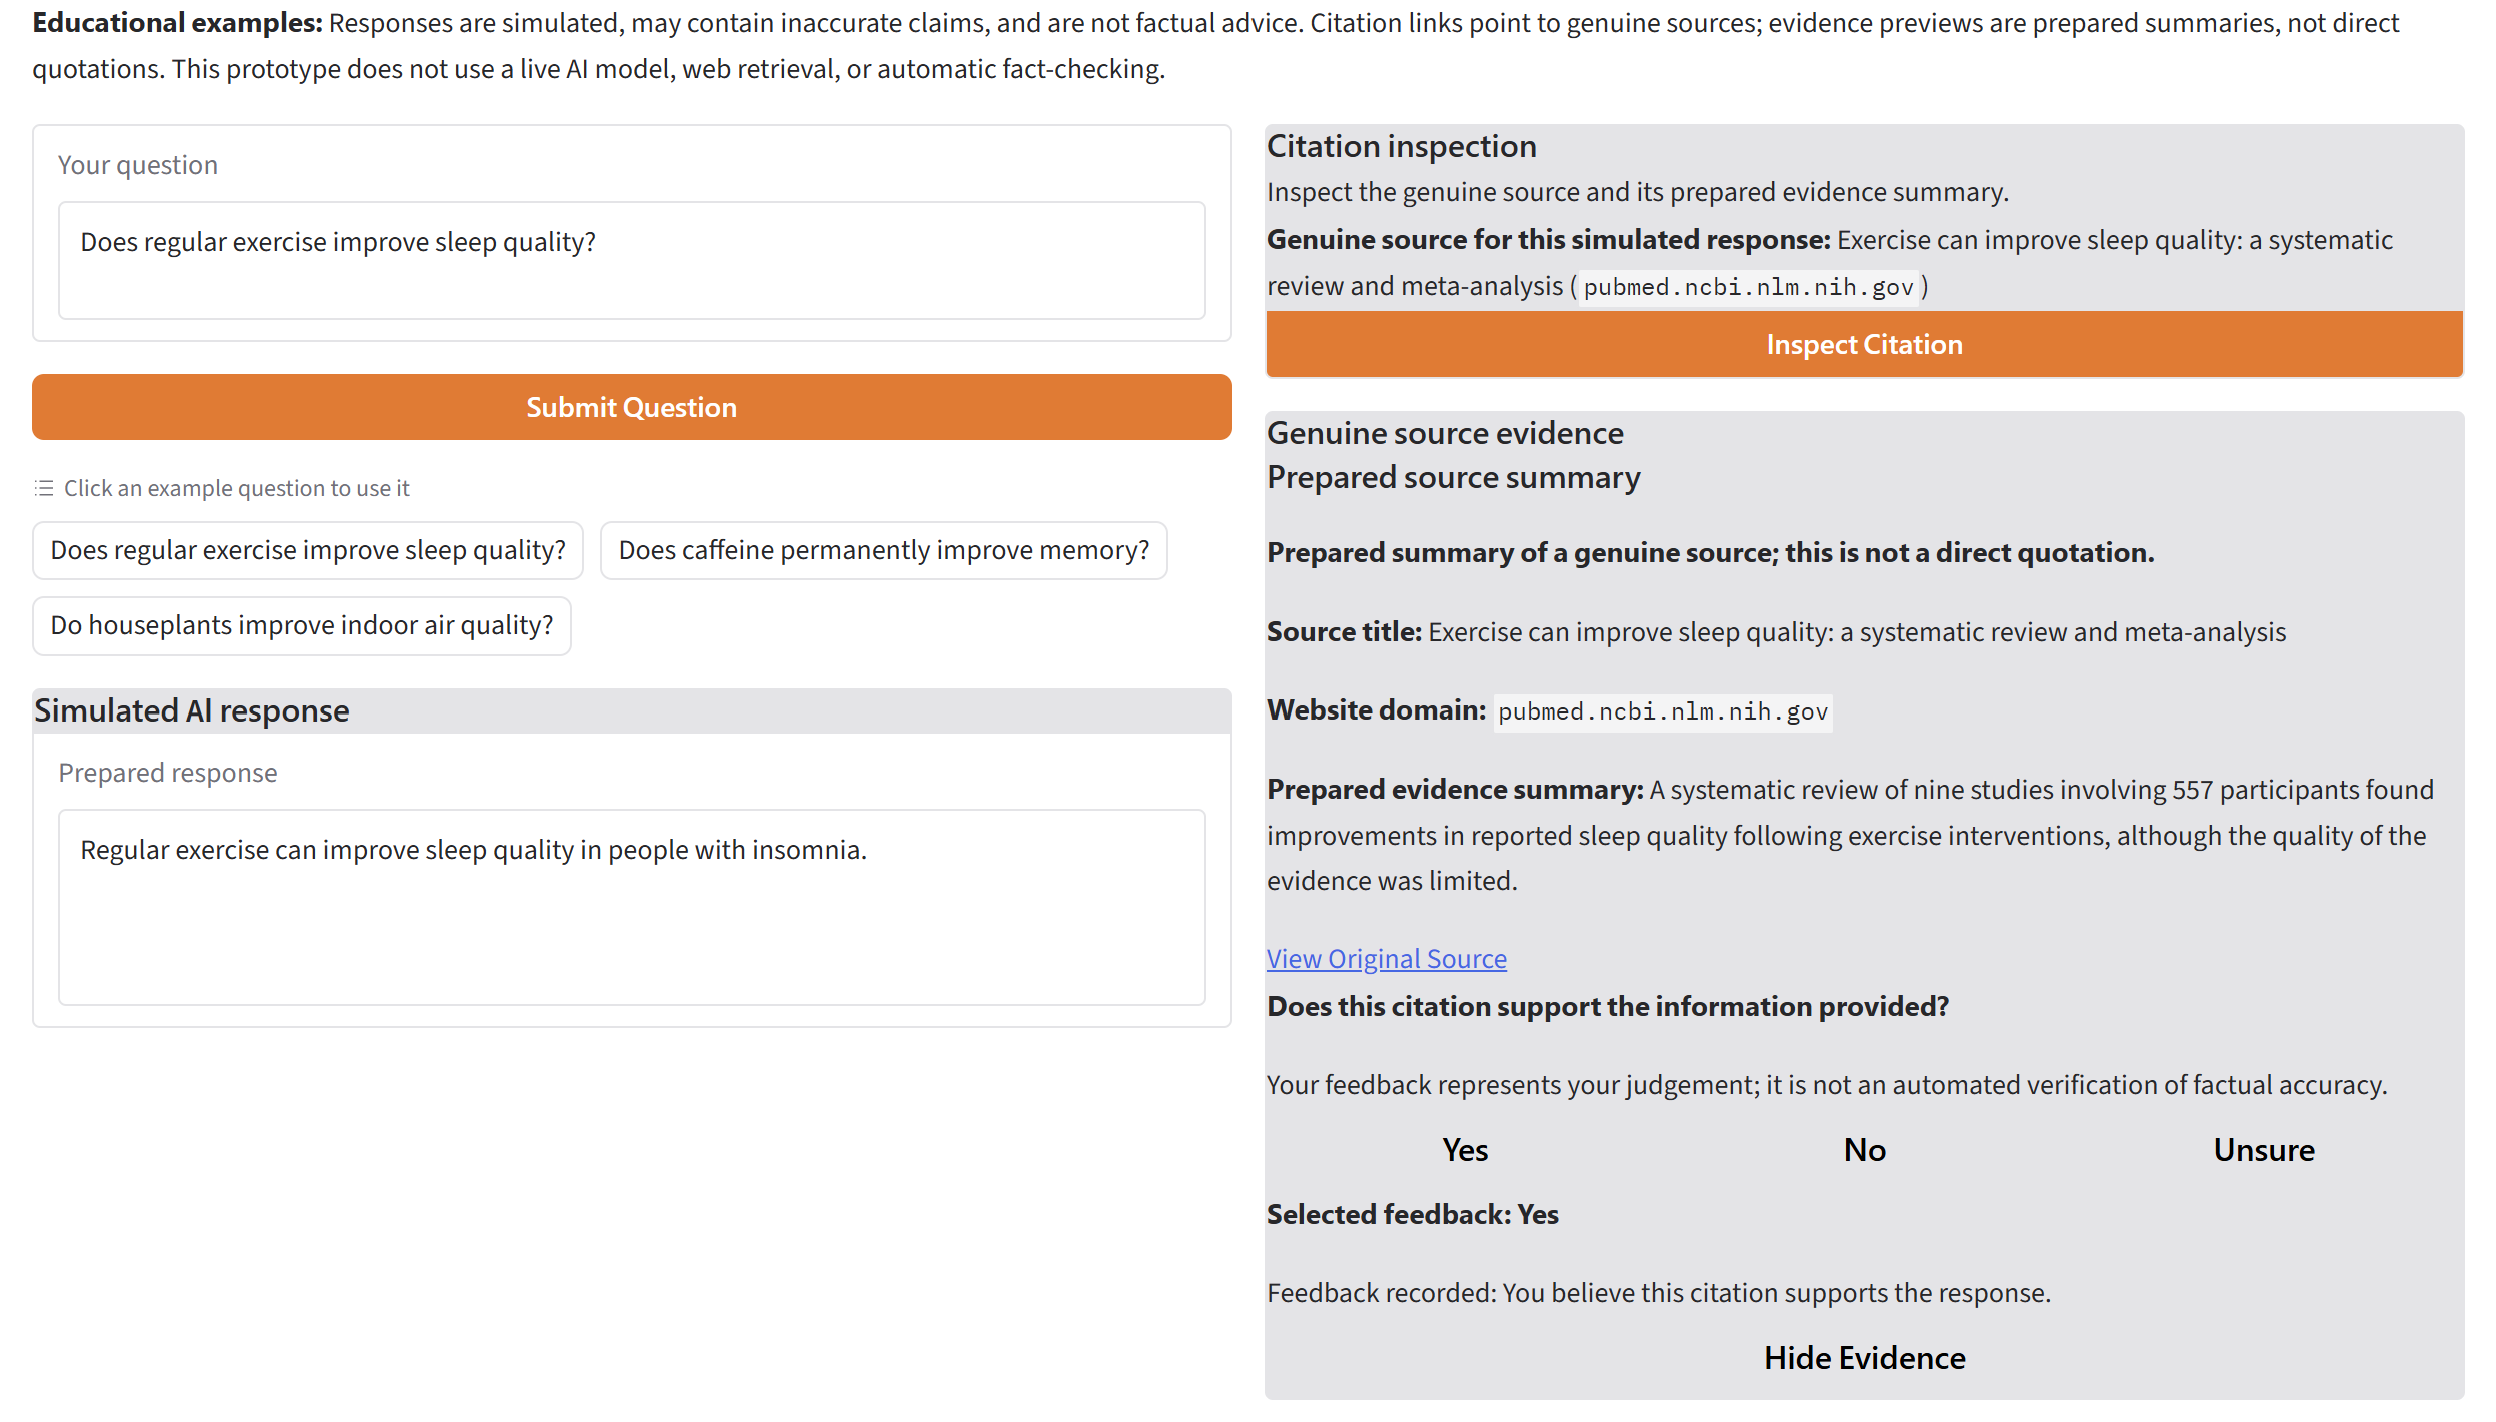 Educational examples: Responses are simulated, may contain inaccurate claims, and are not factual advice. Citation links point to genuine sources; evidence previews are prepared summaries, not direct
quotations. This prototype does not use a live AI model, web retrieval, or automatic fact-checking.
Your question
Does regular exercise improve sleep quality?
Submit Question
Click an example question to use it
Does regular exercise improve sleep quality?
Does caffeine permanently improve memory?
Do houseplants improve indoor air quality?
Simulated AI response
Prepared response
Regular exercise can improve sleep quality in people with insomnia.
Citation inspection
Inspect the genuine source and its prepared evidence summary.
Genuine source for this simulated response: Exercise can improve sleep quality: a systematic
review and meta-analysis (pubmed.ncbi.nlm.nih.gov)
Inspect Citation
Genuine source evidence
Prepared source summary
Prepared summary of a genuine source; this is not a direct quotation.
Source title: Exercise can improve sleep quality: a systematic review and meta-analysis
Website domain: pubmed.ncbi.nlm.nih.gov
Prepared evidence summary: A systematic review of nine studies involving 557 participants found
improvements in reported sleep quality following exercise interventions, although the quality of the
evidence was limited.
View Original Source
Does this citation support the information provided?
Your feedback represents your judgement; it is not an automated verification of factual accuracy.
Yes
No
Unsure
Selected feedback: Yes
Feedback recorded: You believe this citation supports the response.
Hide Evidence